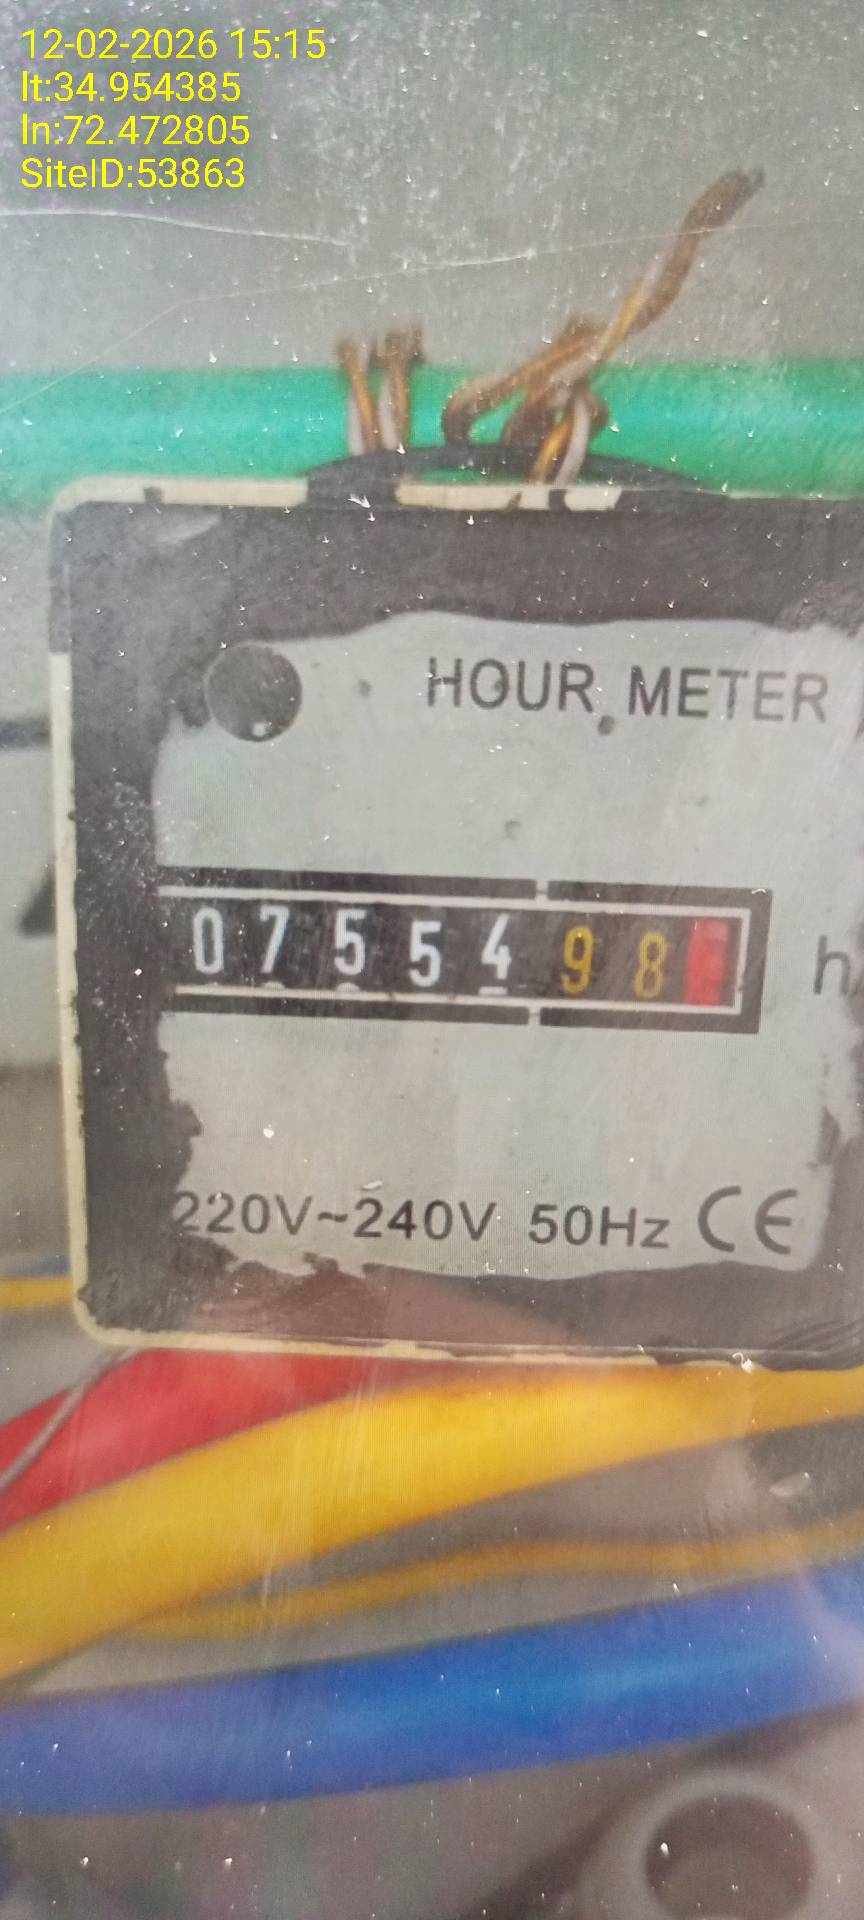 12-02-2026 15:15
lt:34.954385
ln:72.472805
SiteID:53863
HOUR METER
0755498
h
220V~240V 50Hz CE